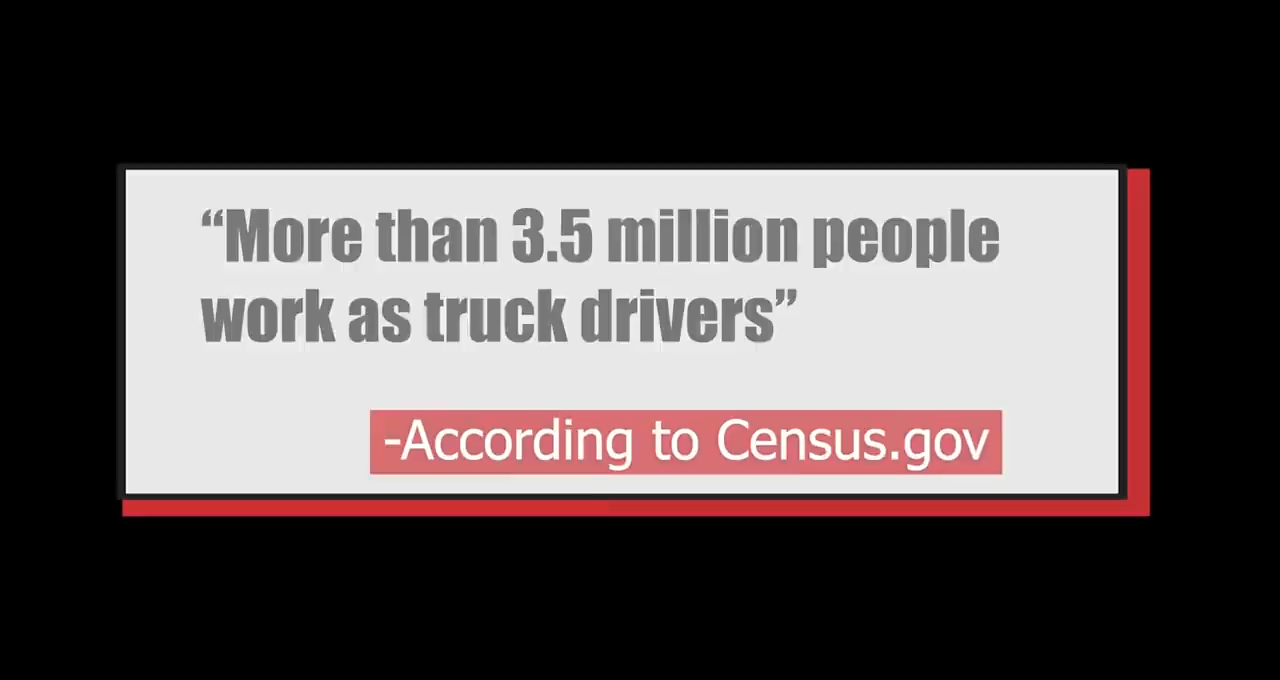 “More than 3.5 million people
work as truck drivers”
-According to Census.gov